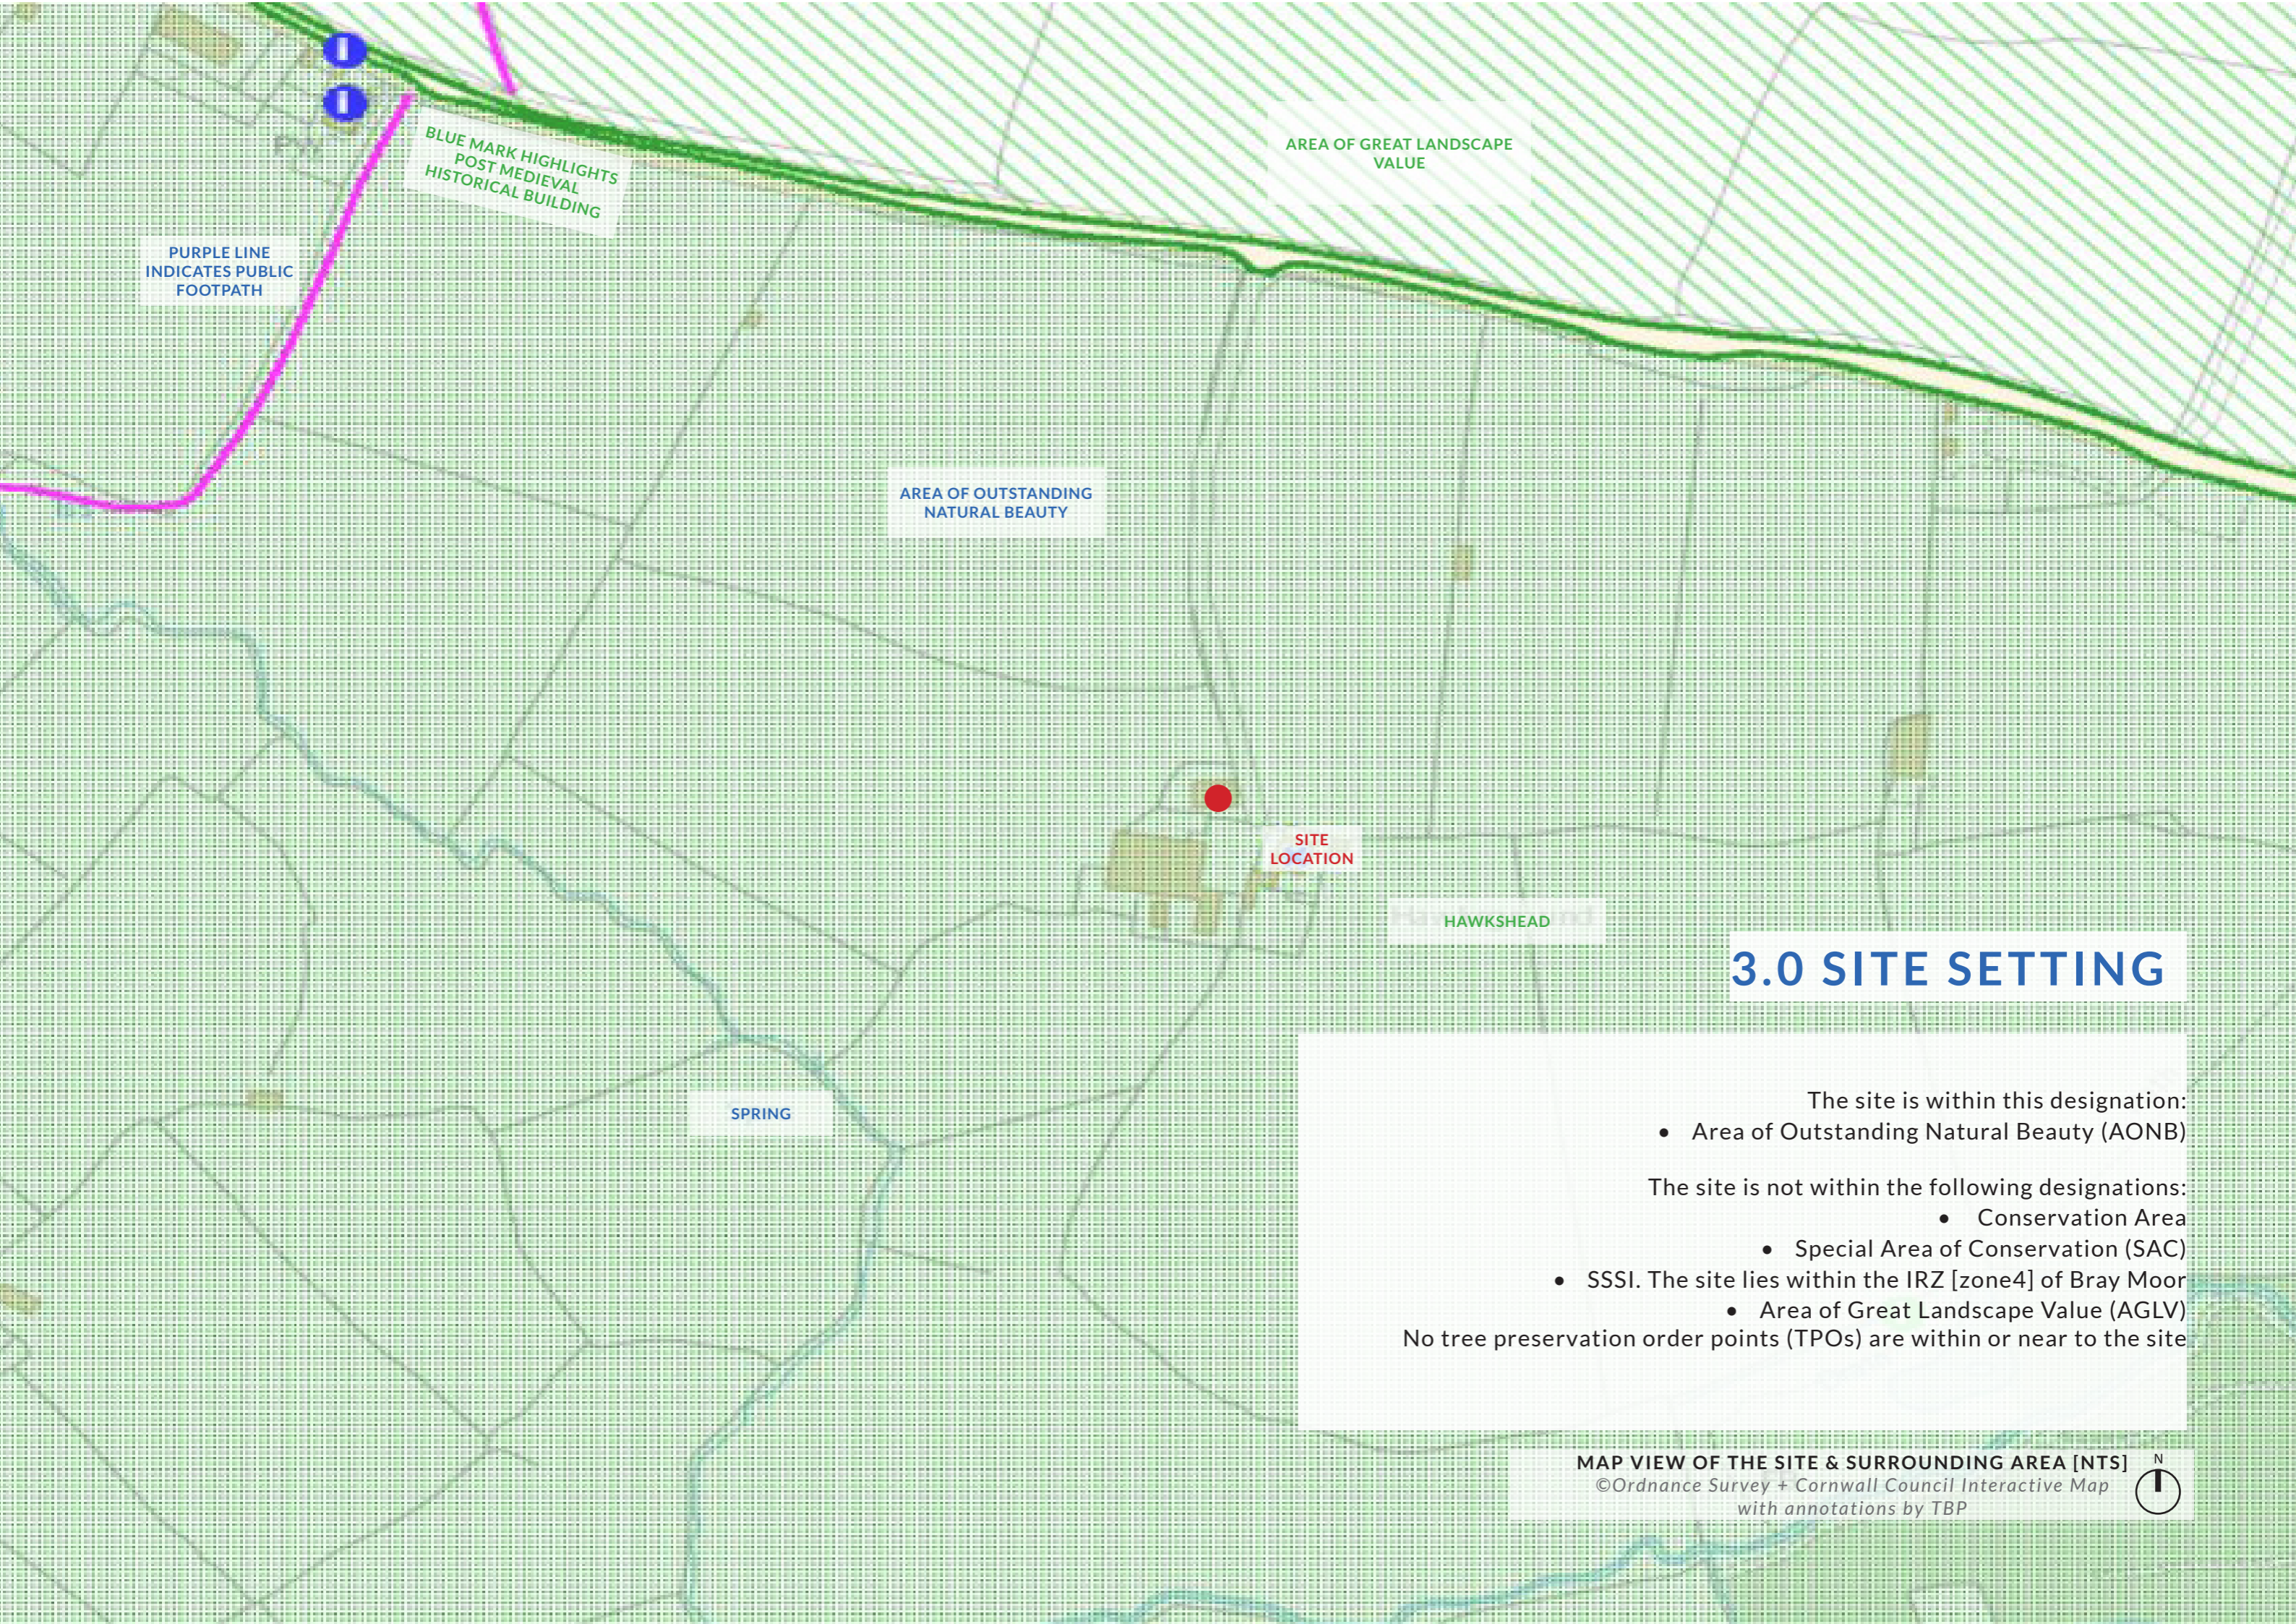 BLUE MARK HIGHLIGHTS
POST MEDIEVAL
HISTORICAL BUILDING
AREA OF GREAT LANDSCAPE
VALUE
PURPLE LINE
INDICATES PUBLIC
FOOTPATH
AREA OF OUTSTANDING
NATURAL BEAUTY
SITE
LOCATION
HAWKSHEAD
3.0 SITE SETTING
SPRING
The site is within this designation:
• Area of Outstanding Natural Beauty (AONB)
The site is not within the following designations:
• Conservation Area
• Special Area of Conservation (SAC)
• SSSI. The site lies within the IRZ [zone4] of Bray Moor
• Area of Great Landscape Value (AGLV)
No tree preservation order points (TPOs) are within or near to the site
MAP VIEW OF THE SITE & SURROUNDING AREA [NTS]
©Ordnance Survey + Cornwall Council Interactive Map
with annotations by TBP
N